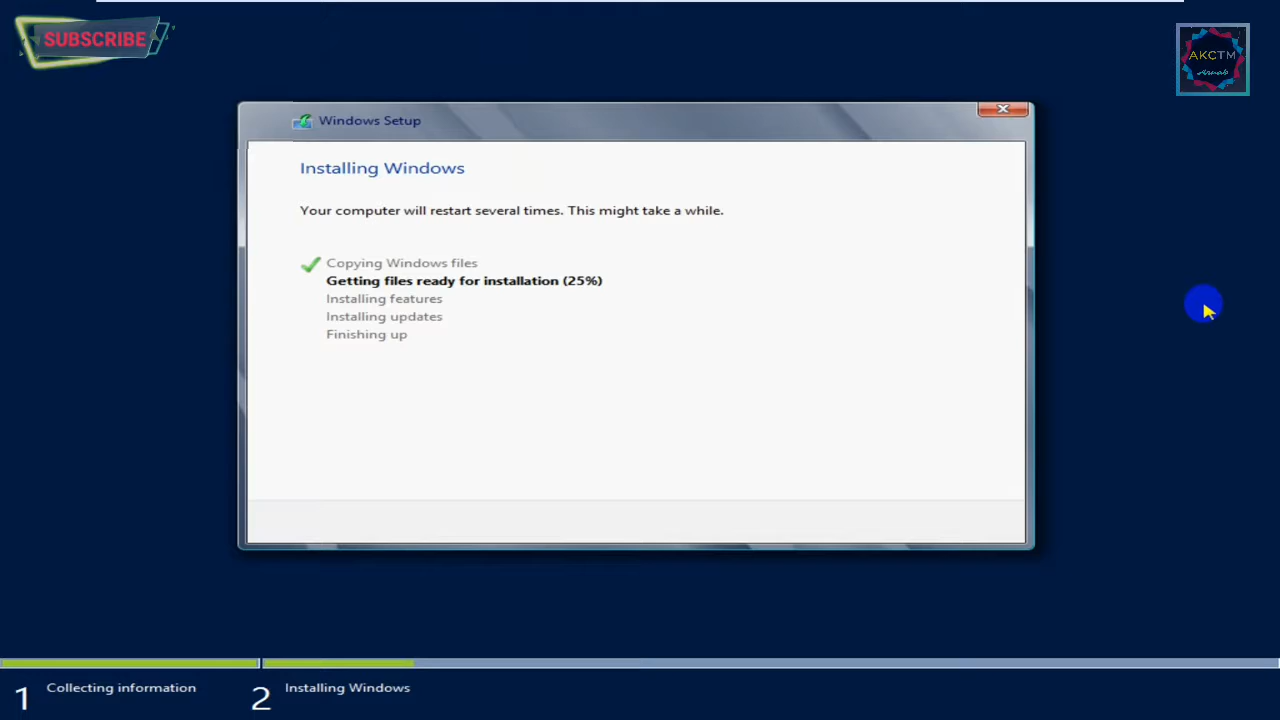 SUBSCRIBE
AKCTM
Arnab
Windows Setup
Installing Windows
Your computer will restart several times. This might take a while.
Copying Windows files
Getting files ready for installation (25%)
Installing features
Installing updates
Finishing up
1 Collecting information
2 Installing Windows